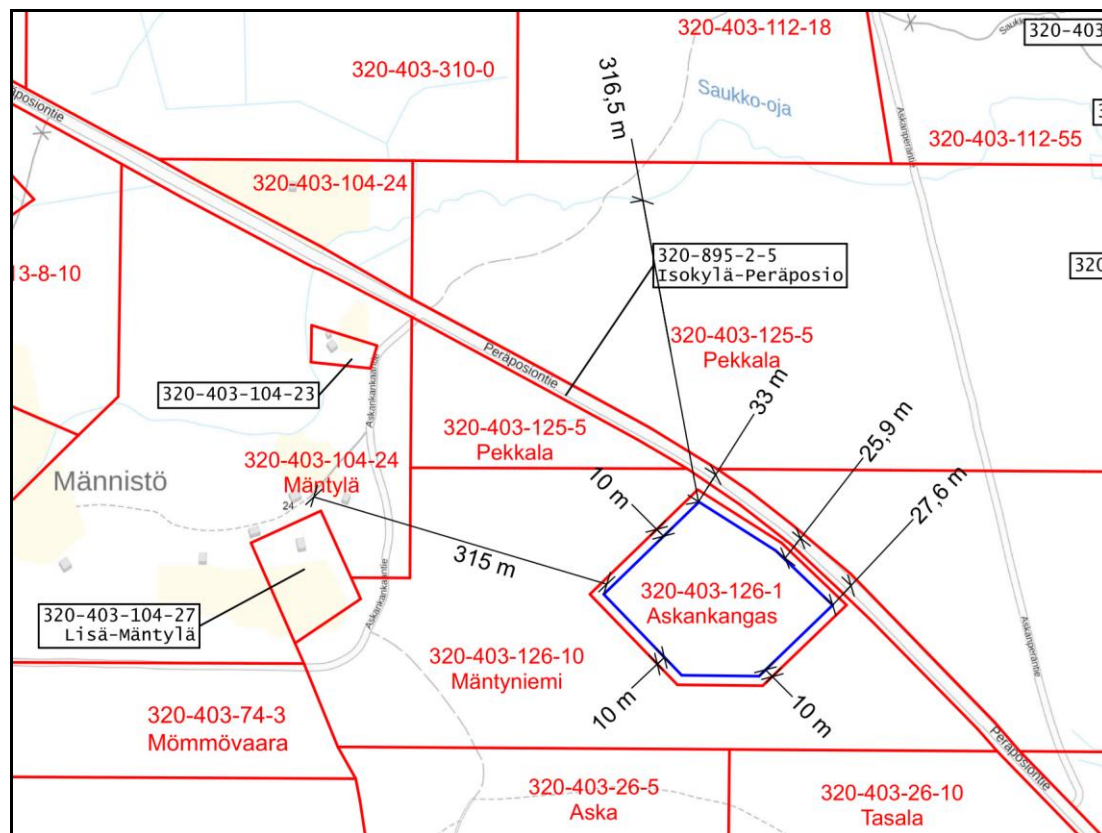 320-403-112-18
Saukko
320-403
320-403-310-0
316,5 m
Saukko-oja
Peräposiontie
Askanperäntie
320-403-112-55
320-403-104-24
320-895-2-5
Isokylä-Peräposio
320
13-8-10
320-403-125-5
Pekkala
Peräposiontie
320-403-104-23
Askankaantie
33 m
25,9 m
320-403-125-5
Pekkala
320-403-104-24
Mäntylä
Männistö
24
10 m
27,6 m
315 m
320-403-126-1
Askankangas
320-403-104-27
Lisä-Mäntylä
Askankaantie
Askanperäntie
320-403-126-10
Mäntyniemi
10 m
10 m
320-403-74-3
Mömmövaara
Peräposiontie
320-403-26-5
Aska
320-403-26-10
Tasala